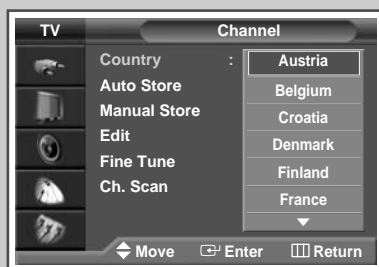 TV
Channel
Country :
Auto Store
Manual Store
Edit
Fine Tune
Ch. Scan
Austria
Belgium
Croatia
Denmark
Finland
France
Move Enter Return